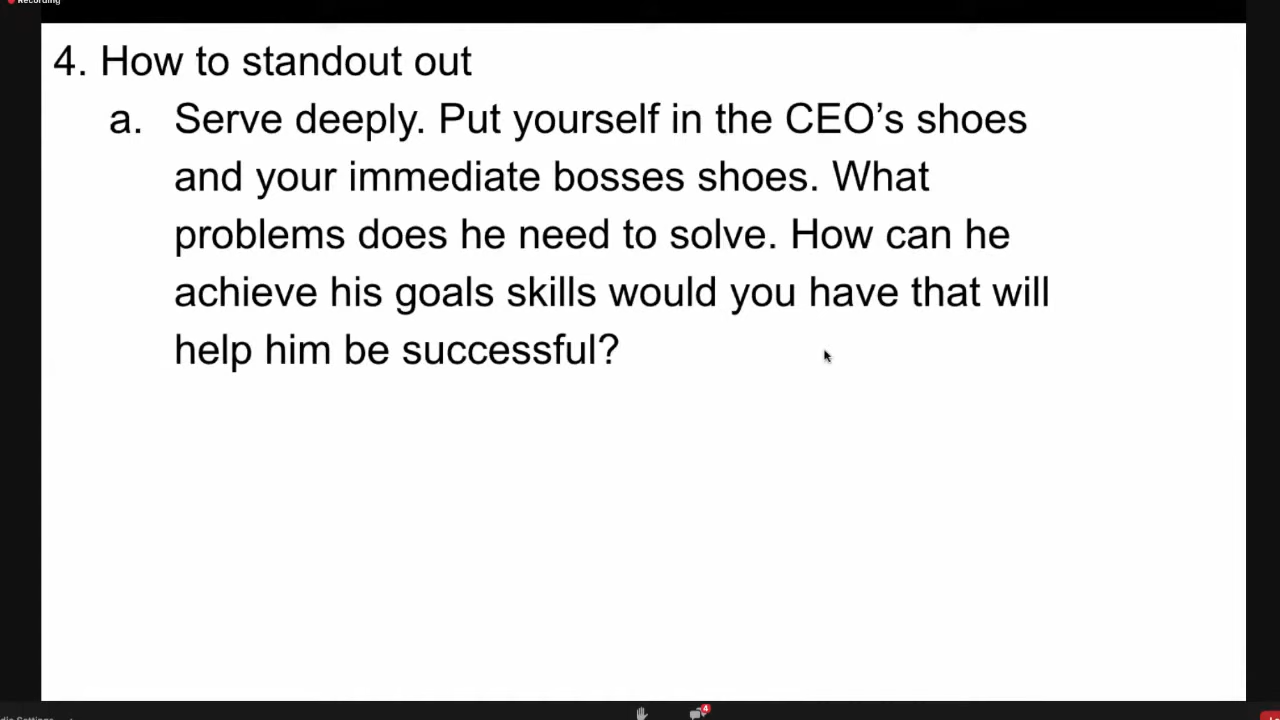 Recording
4. How to standout out
a. Serve deeply. Put yourself in the CEO’s shoes
and your immediate bosses shoes. What
problems does he need to solve. How can he
achieve his goals skills would you have that will
help him be successful?
4